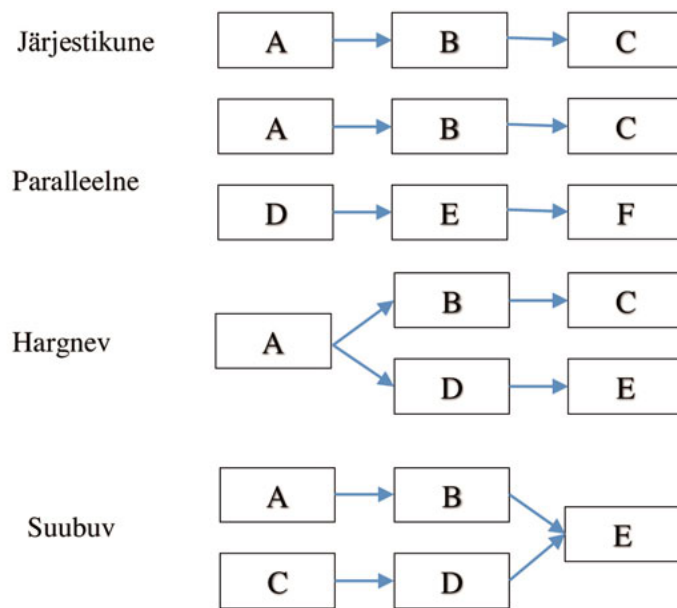 Järjestikune A B C
A B C
Paralleelne
D E F
B C
Hargnev A
D E
A B
Suubuv E
C D